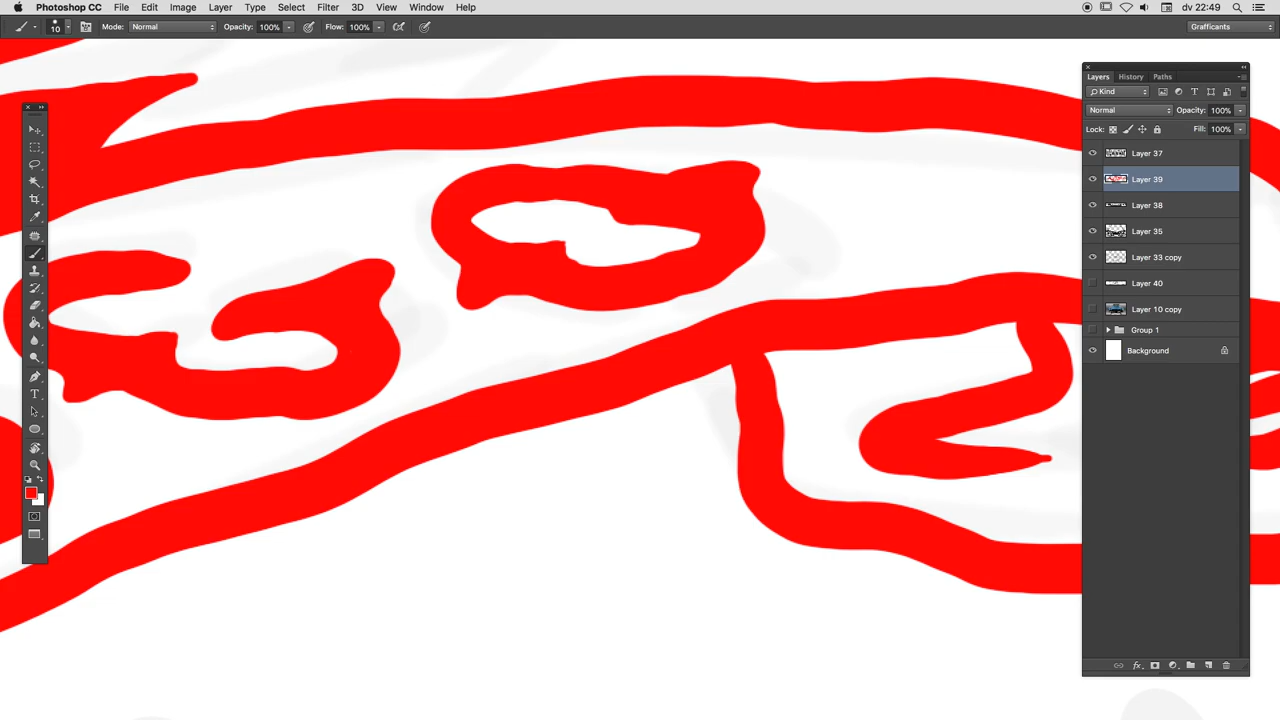 Photoshop CC File Edit Image Layer Type Select Filter 3D View Window Help dv 22:49
10 Mode: Normal Opacity: 100% Flow: 100% Grafficants
Layers History Paths
Kind
Normal Opacity: 100%
Lock: Fill: 100%
Layer 37
Layer 39
Layer 38
Layer 35
Layer 33 copy
Layer 40
Layer 10 copy
Group 1
Background